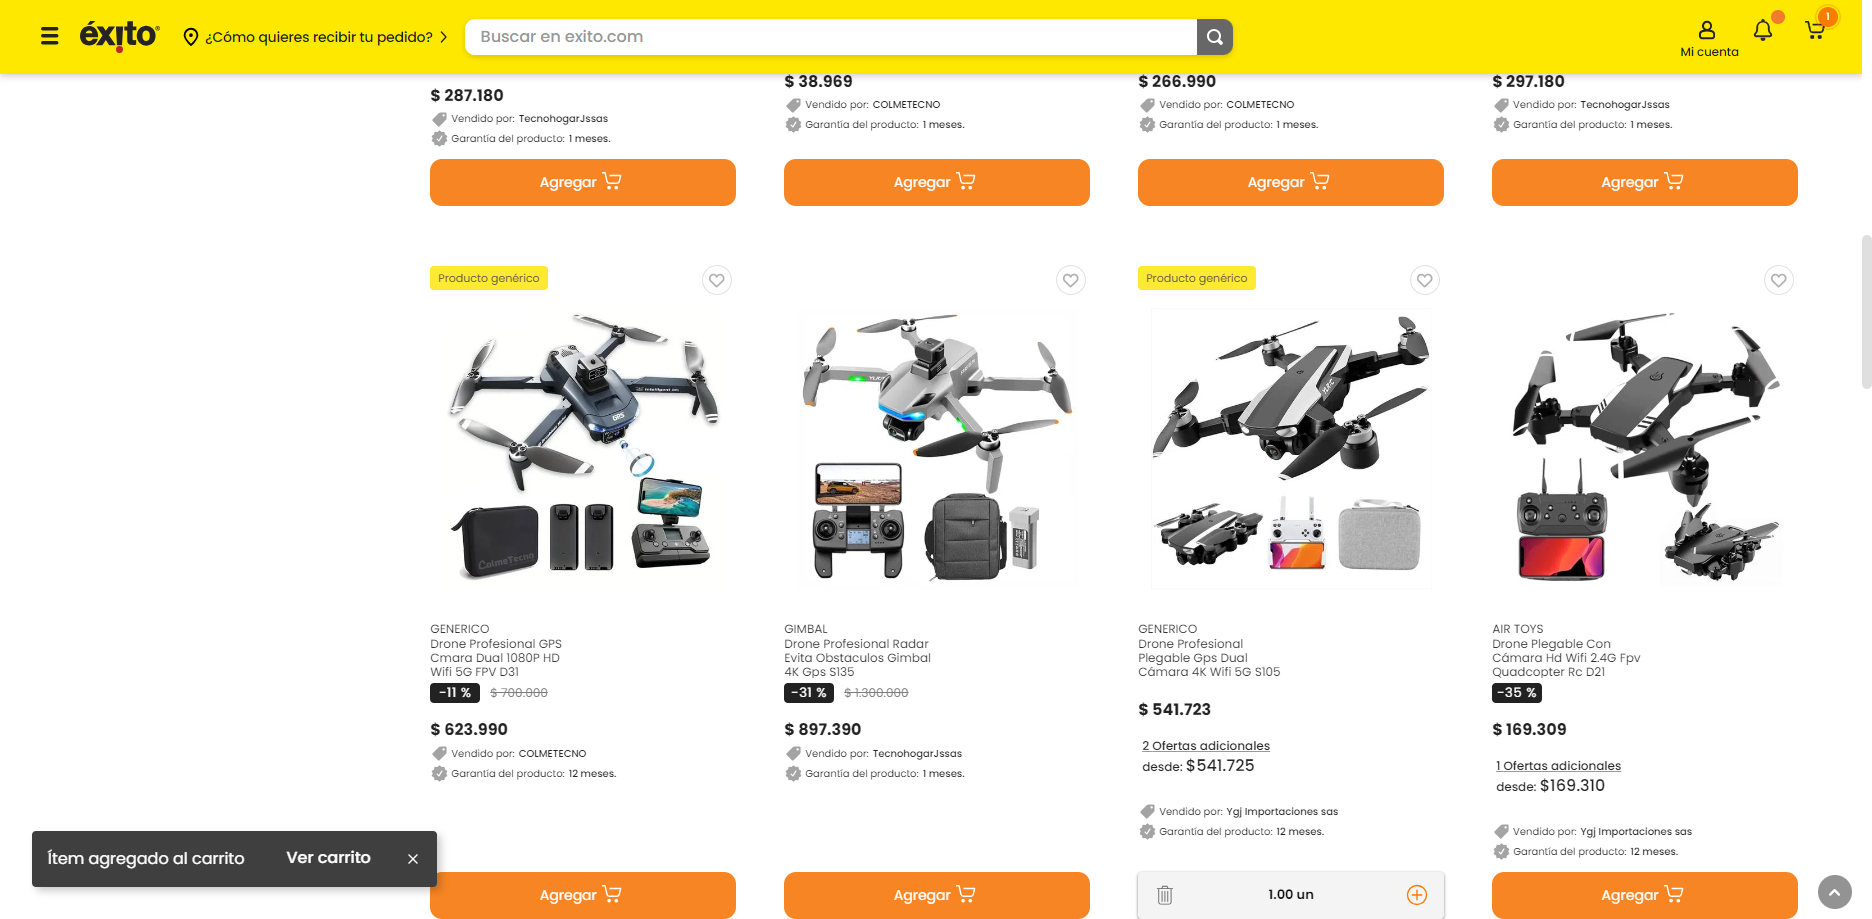 éxito
¿Cómo quieres recibir tu pedido?
Buscar en exito.com
Mi cuenta
1
$ 287.180
Vendido por: TecnohogarJssas
Garantía del producto: 1 meses.
Agregar
$ 38.969
Vendido por: COLMETECNO
Garantía del producto: 1 meses.
Agregar
$ 266.990
Vendido por: COLMETECNO
Garantía del producto: 1 meses.
Agregar
$ 297.180
Vendido por: TecnohogarJssas
Garantía del producto: 1 meses.
Agregar
Producto genérico
GPS
ColmeTecno
GENERICO
Drone Profesional GPS
Cmara Dual 1080P HD
Wifi 5G FPV D31
-11 %
$ 700.000
$ 623.990
Vendido por: COLMETECNO
Garantía del producto: 12 meses.
Agregar
GIMBAL
Drone Profesional Radar
Evita Obstaculos Gimbal
4K Gps S135
-31 %
$ 1.300.000
$ 897.390
Vendido por: TecnohogarJssas
Garantía del producto: 1 meses.
Agregar
Producto genérico
GENERICO
Drone Profesional
Plegable Gps Dual
Cámara 4K Wifi 5G S105
$ 541.723
2 Ofertas adicionales
desde: $541.725
Vendido por: Ygj Importaciones sas
Garantía del producto: 12 meses.
1.00 un
AIR TOYS
Drone Plegable Con
Cámara Hd Wifi 2.4G Fpv
Quadcopter Rc D21
-35 %
$ 169.309
1 Ofertas adicionales
desde: $169.310
Vendido por: Ygj Importaciones sas
Garantía del producto: 12 meses.
Agregar
Ítem agregado al carrito
Ver carrito